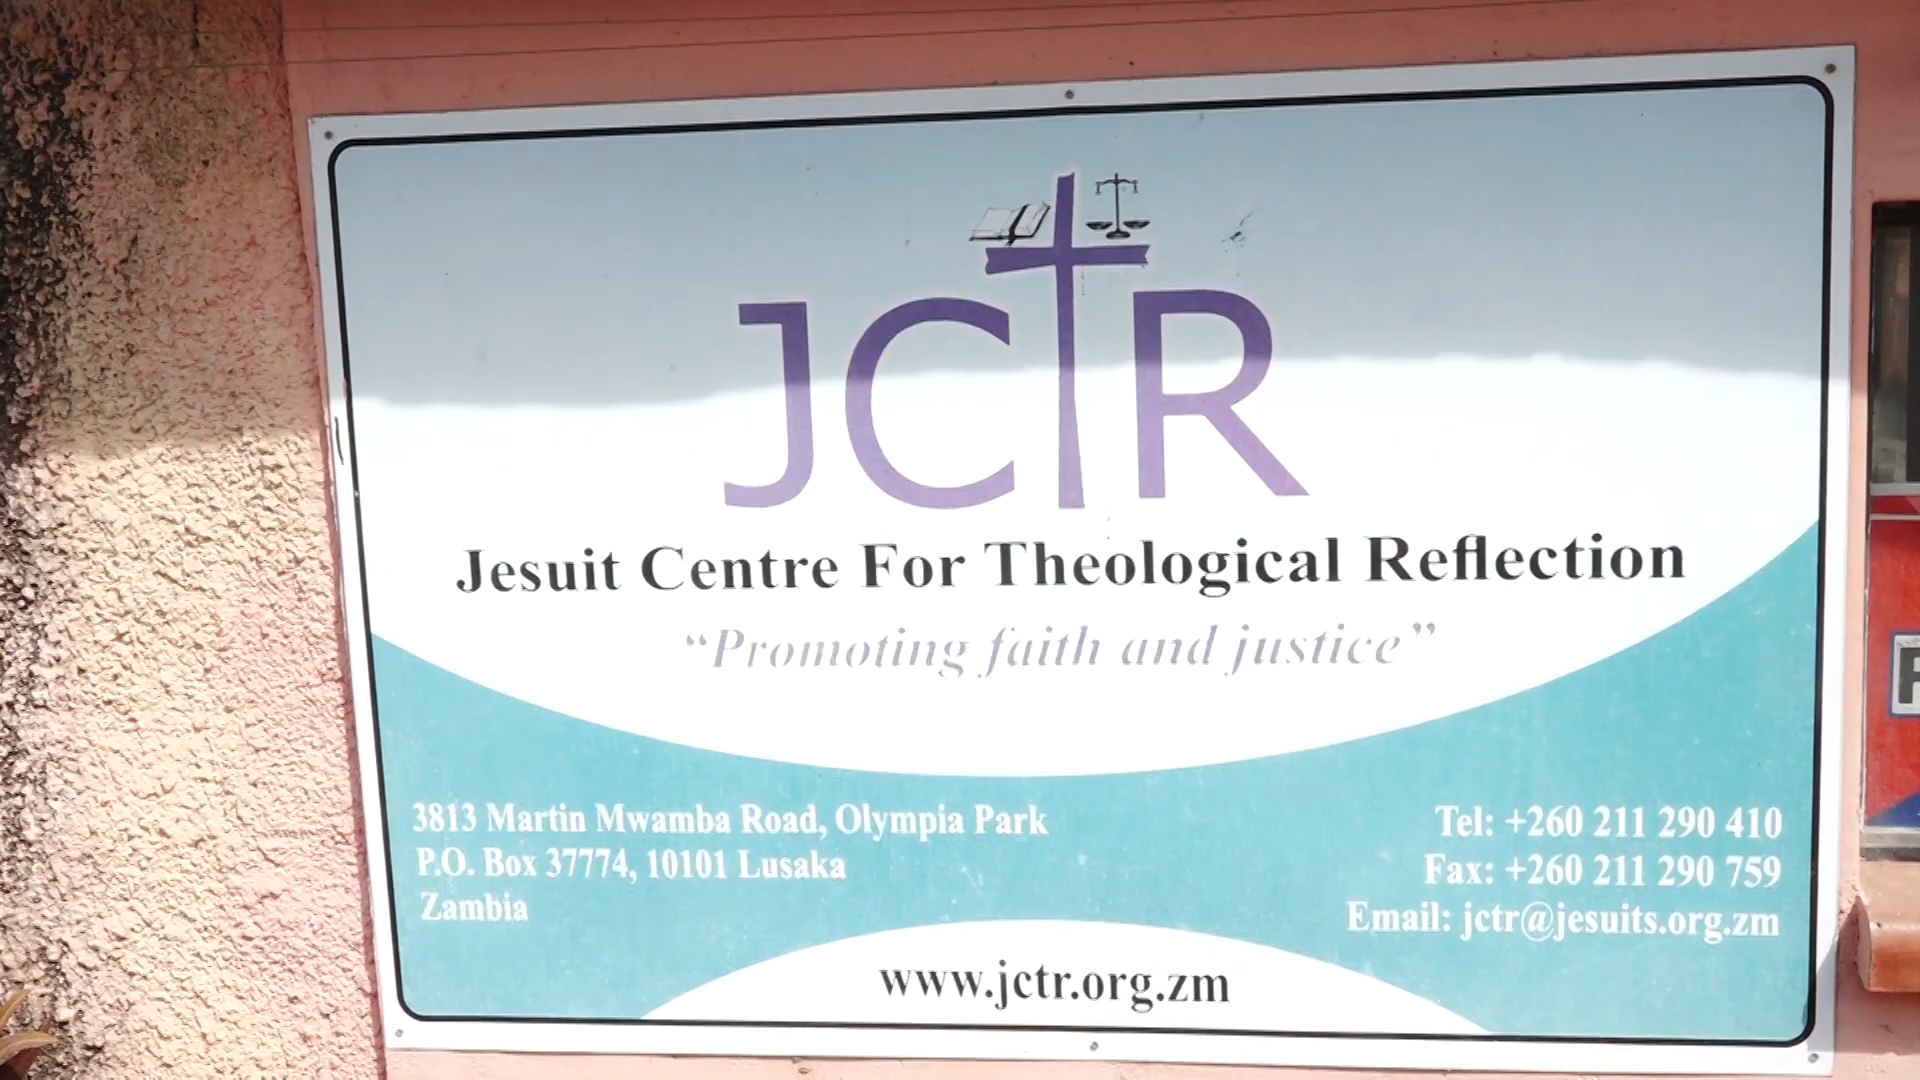 JCTR
Jesuit Centre For Theological Reflection
“Promoting faith and justice”
3813 Martin Mwamba Road, Olympia Park
P.O. Box 37774, 10101 Lusaka
Zambia
Tel: +260 211 290 410
Fax: +260 211 290 759
Email: jctr@jesuits.org.zm
www.jctr.org.zm